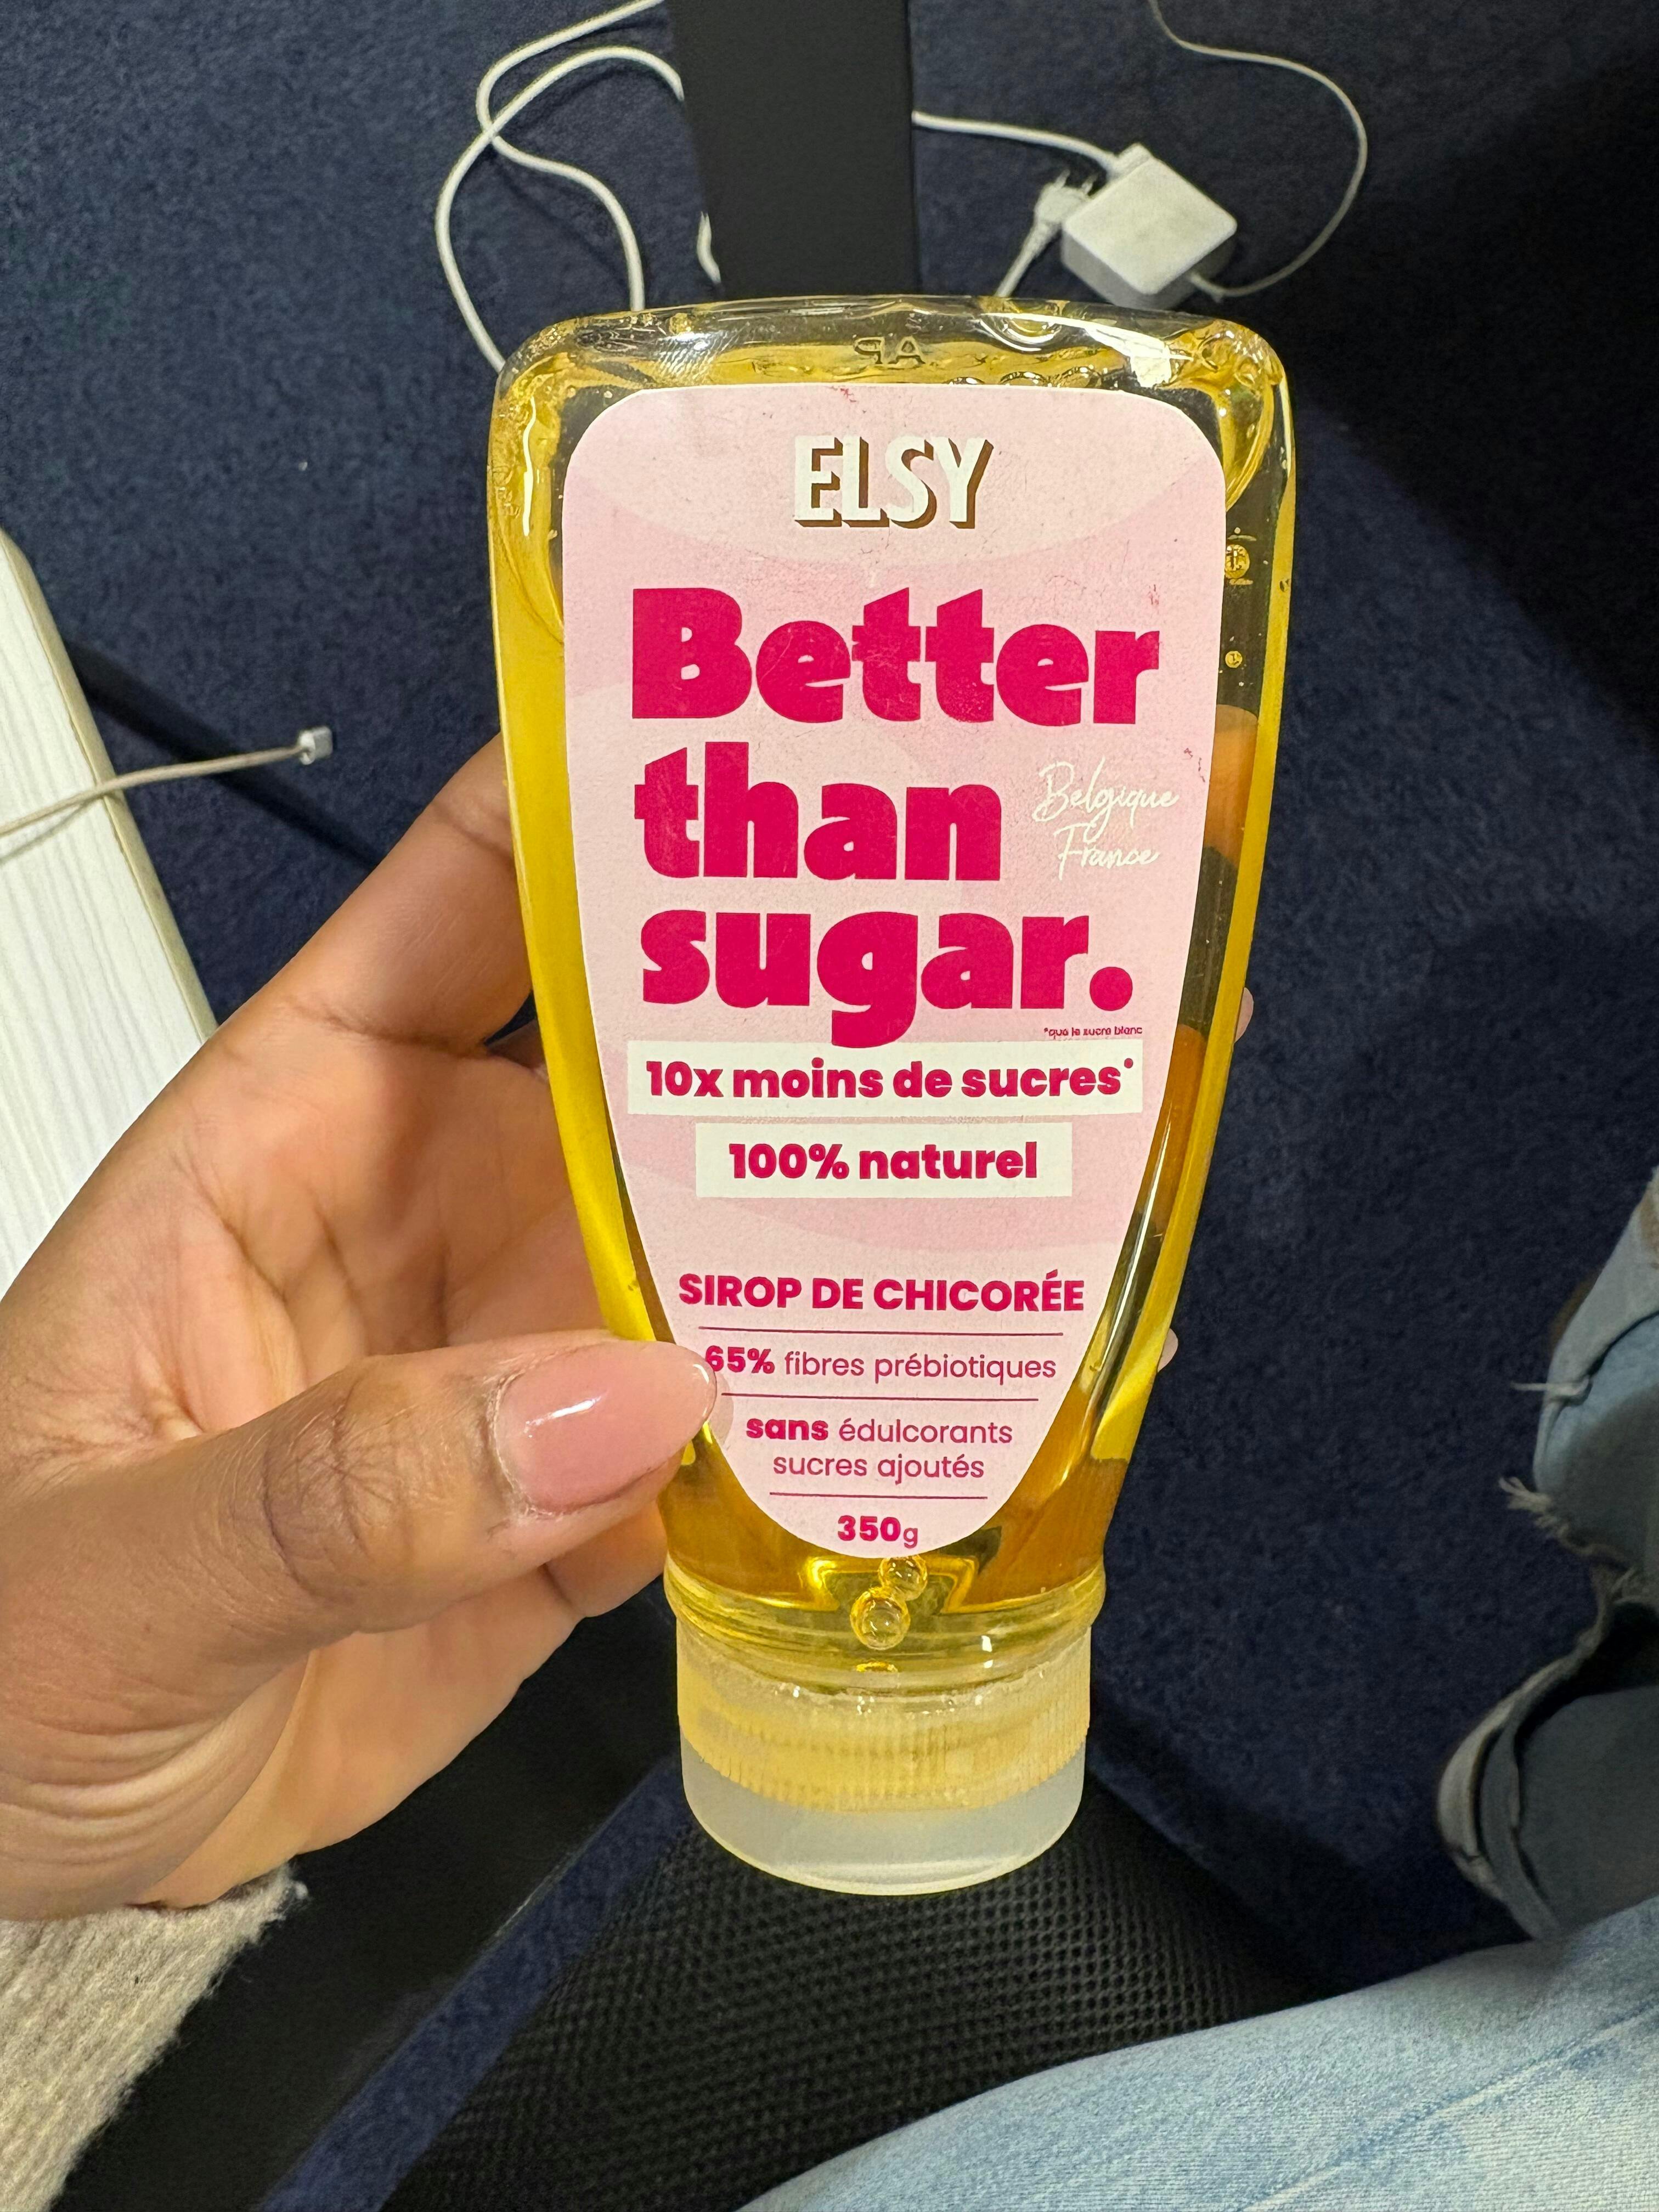 ELSY
Better
than
sugar.
Belgique
France
*que le sucre blanc
10x moins de sucres*
100% naturel
SIROP DE CHICORÉE
65% fibres prébiotiques
sans édulcorants
sucres ajoutés
350g